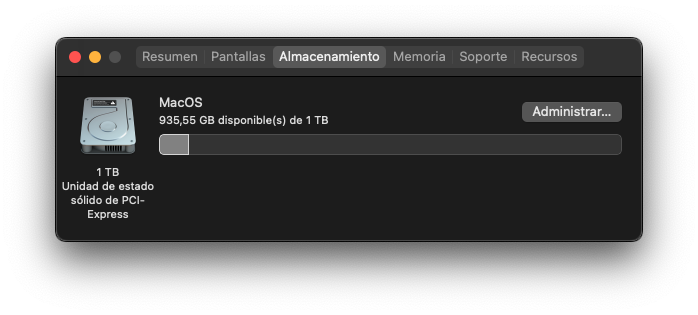 Resumen Pantallas Almacenamiento Memoria Soporte Recursos
MacOS
935,55 GB disponible(s) de 1 TB
Administrar...
1 TB
Unidad de estado
sólido de PCI-
Express